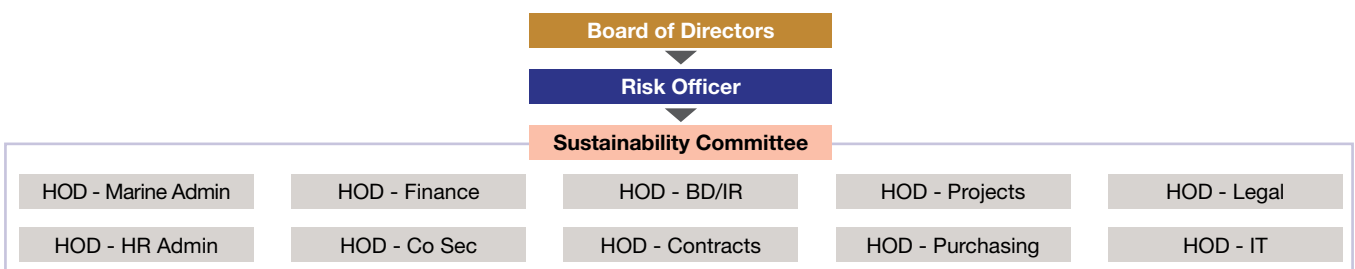 Board of Directors
Risk Officer
Sustainability Committee
HOD - Marine Admin
HOD - Finance
HOD - BD/IR
HOD - Projects
HOD - Legal
HOD - HR Admin
HOD - Co Sec
HOD - Contracts
HOD - Purchasing
HOD - IT